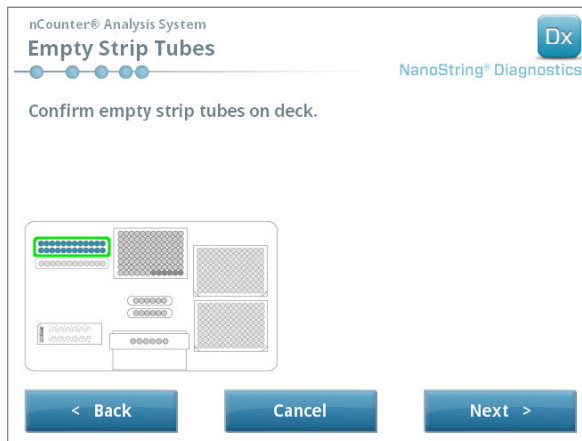 nCounter® Analysis System
Empty Strip Tubes
Dx
NanoString® Diagnostics
Confirm empty strip tubes on deck.
< Back
Cancel
Next >